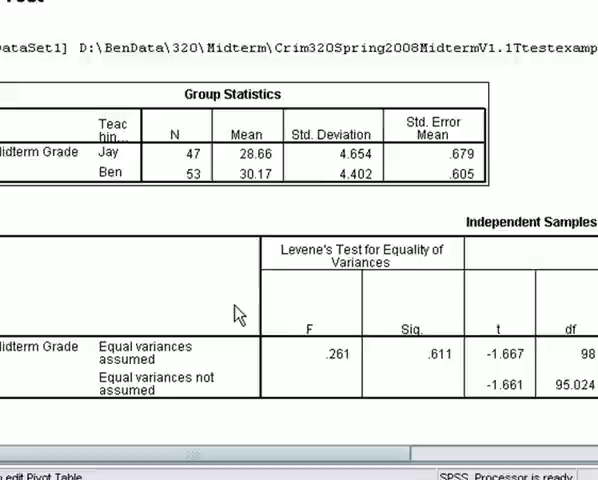 DataSet1] D:\BenData\320\Midterm\Crim320Spring2008MidtermV1.1Ttestexamp
Group Statistics
Teac
hin...
N
Mean
Std. Deviation
Std. Error
Mean
idterm Grade Jay 47 28.66 4.654 .679
Ben 53 30.17 4.402 .605
Independent Samples
Levene's Test for Equality of
Variances
F
Sig.
t
df
idterm Grade Equal variances
assumed
.261 .611 -1.667 98
Equal variances not
assumed
-1.661 95.024
edit Pivot Table
SPSS Processor is ready